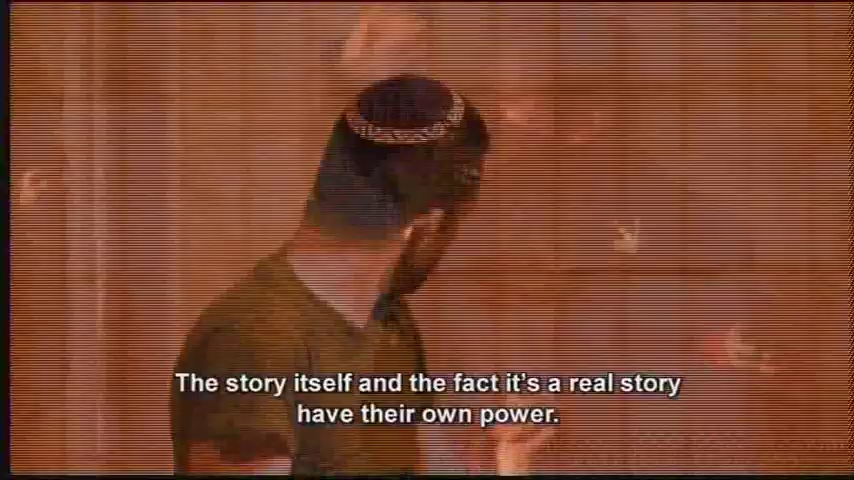 The story itself and the fact it's a real story
have their own power.